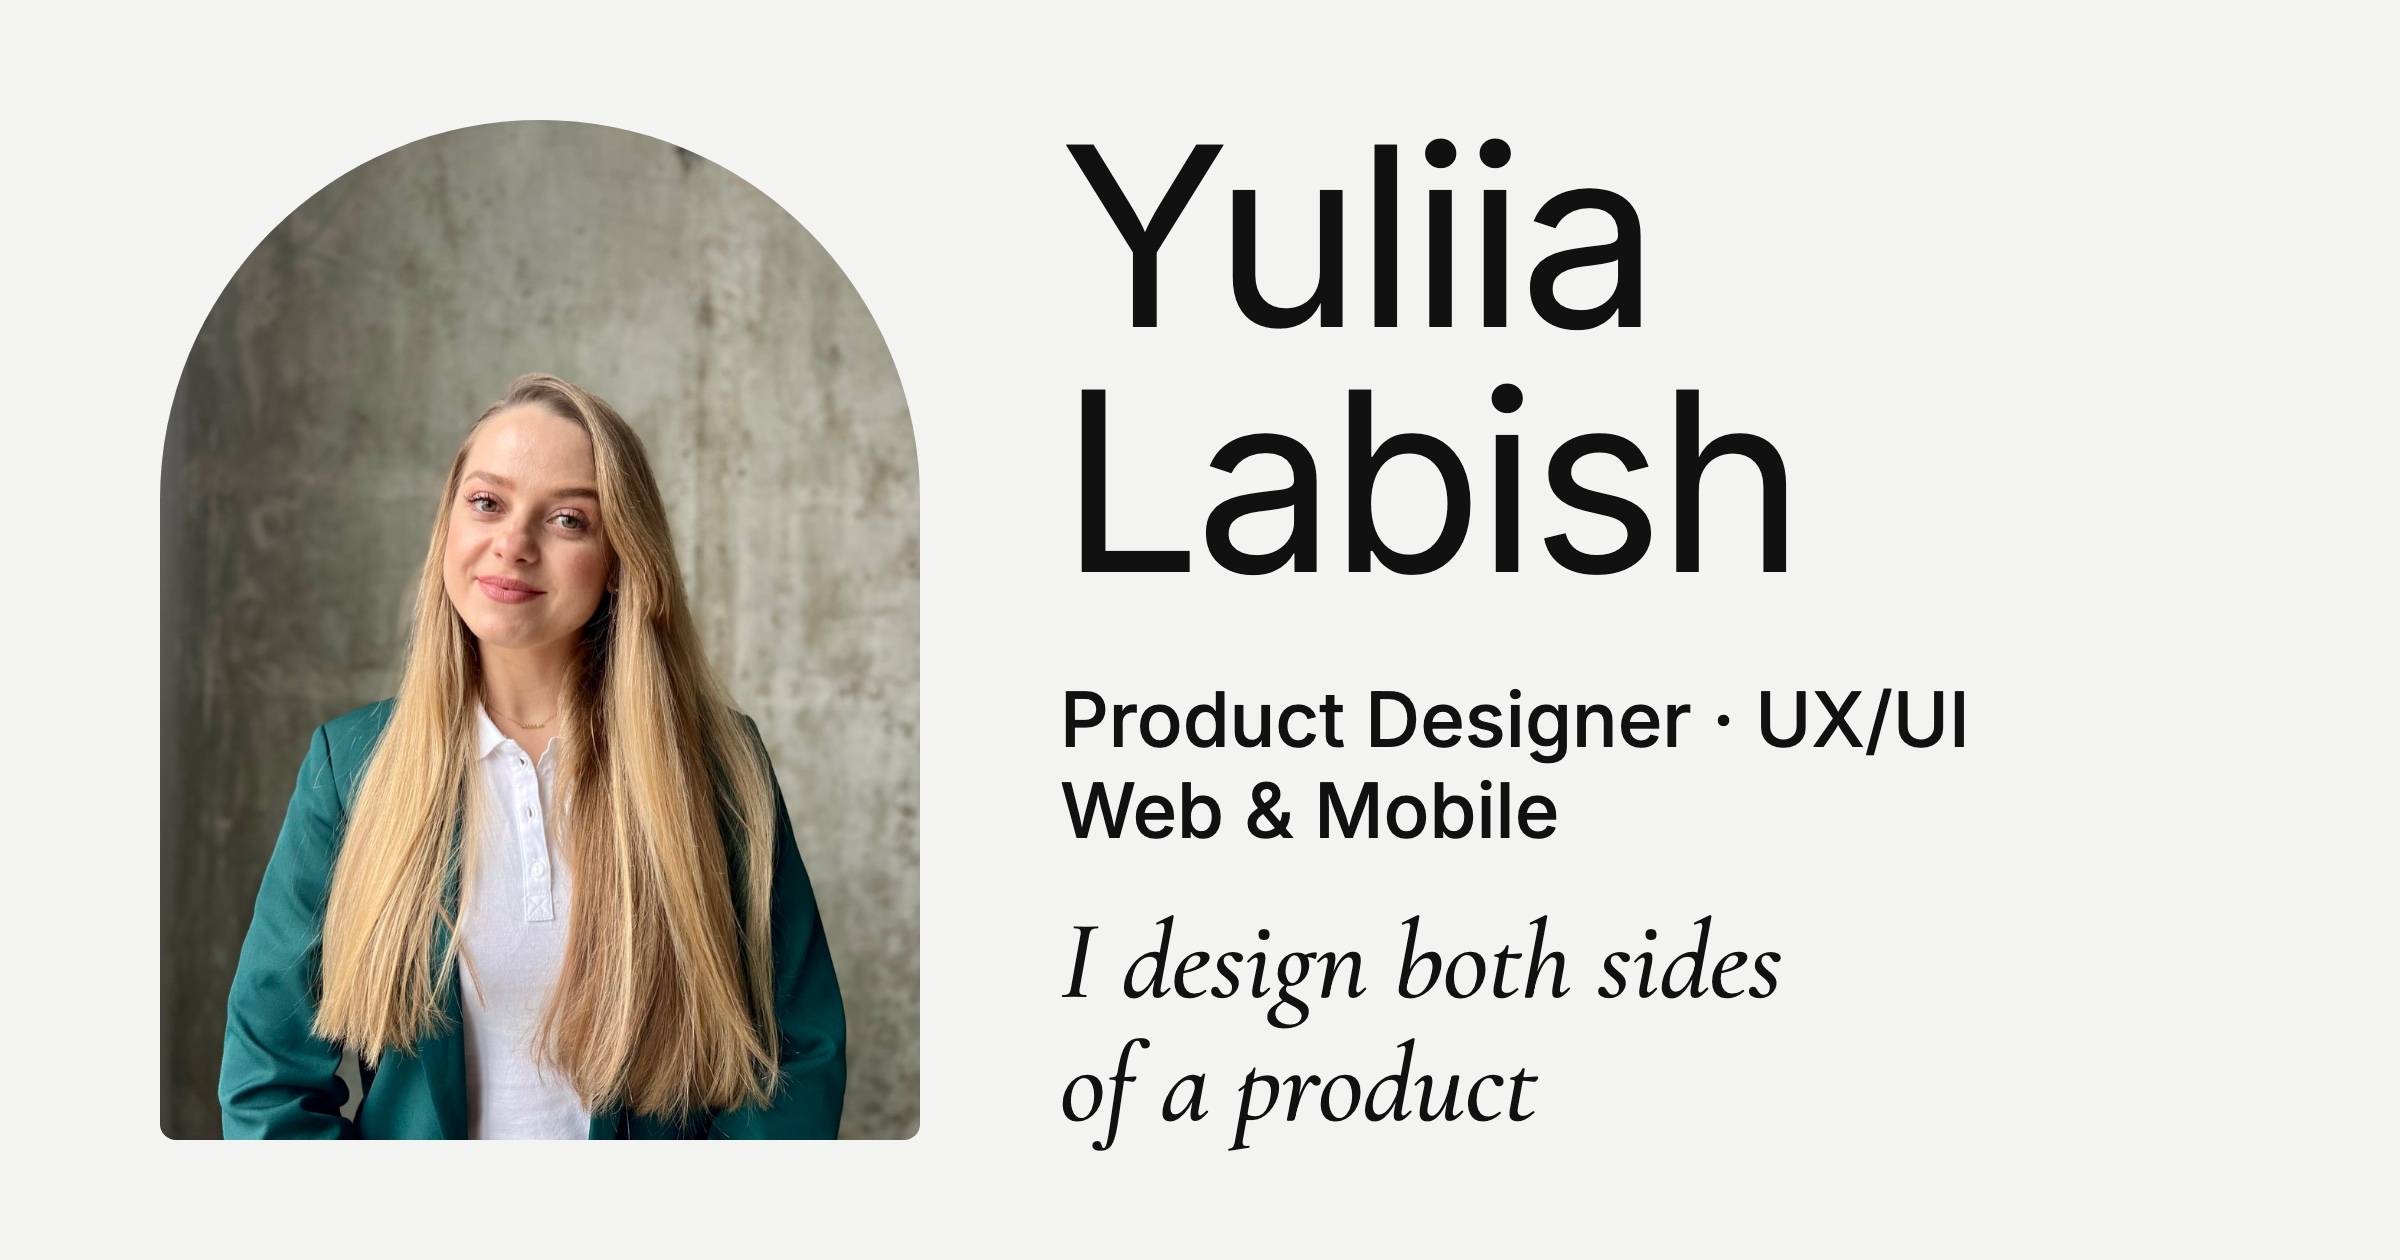 Yuliia
Labish
Product Designer · UX/UI
Web & Mobile
I design both sides
of a product